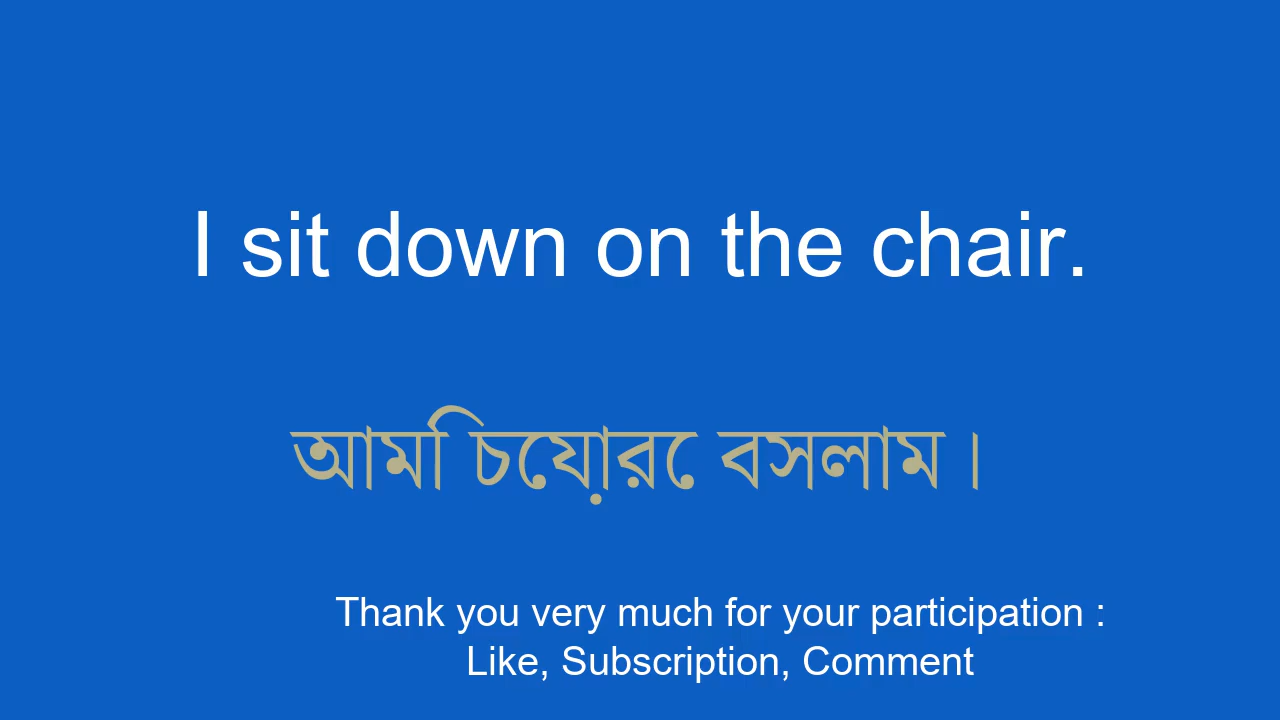 I sit down on the chair.
আমি চেয়ারে বসলাম।
Thank you very much for your participation :
Like, Subscription, Comment